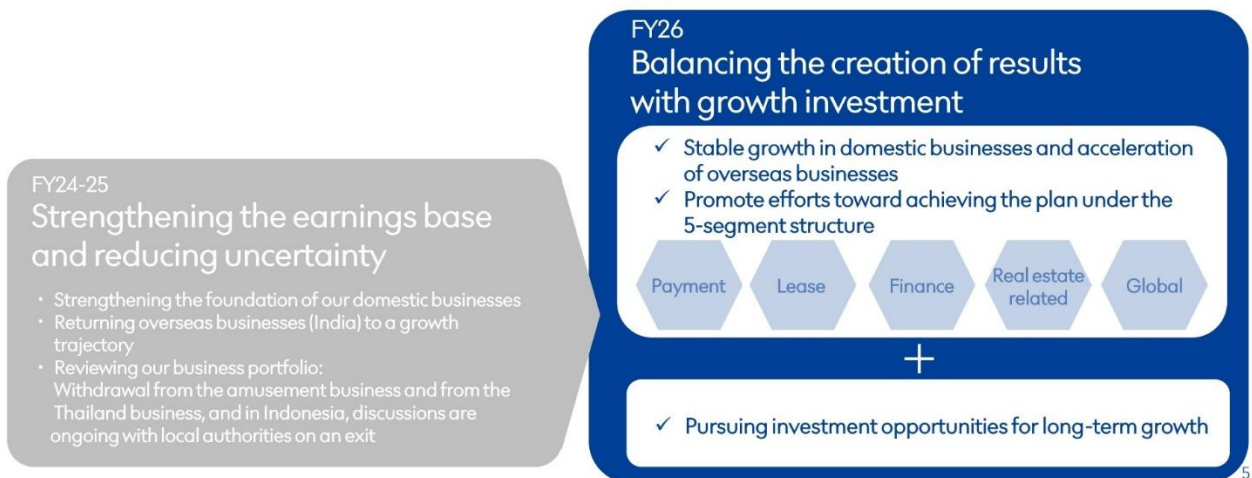 FY24-25
Strengthening the earnings base
and reducing uncertainty
・ Strengthening the foundation of our domestic businesses
・ Returning overseas businesses (India) to a growth
trajectory
・ Reviewing our business portfolio:
Withdrawal from the amusement business and from the
Thailand business, and in Indonesia, discussions are
ongoing with local authorities on an exit
FY26
Balancing the creation of results
with growth investment
✓ Stable growth in domestic businesses and acceleration
of overseas businesses
✓ Promote efforts toward achieving the plan under the
5-segment structure
Payment
Lease
Finance
Real estate
related
Global
+
✓ Pursuing investment opportunities for long-term growth
5